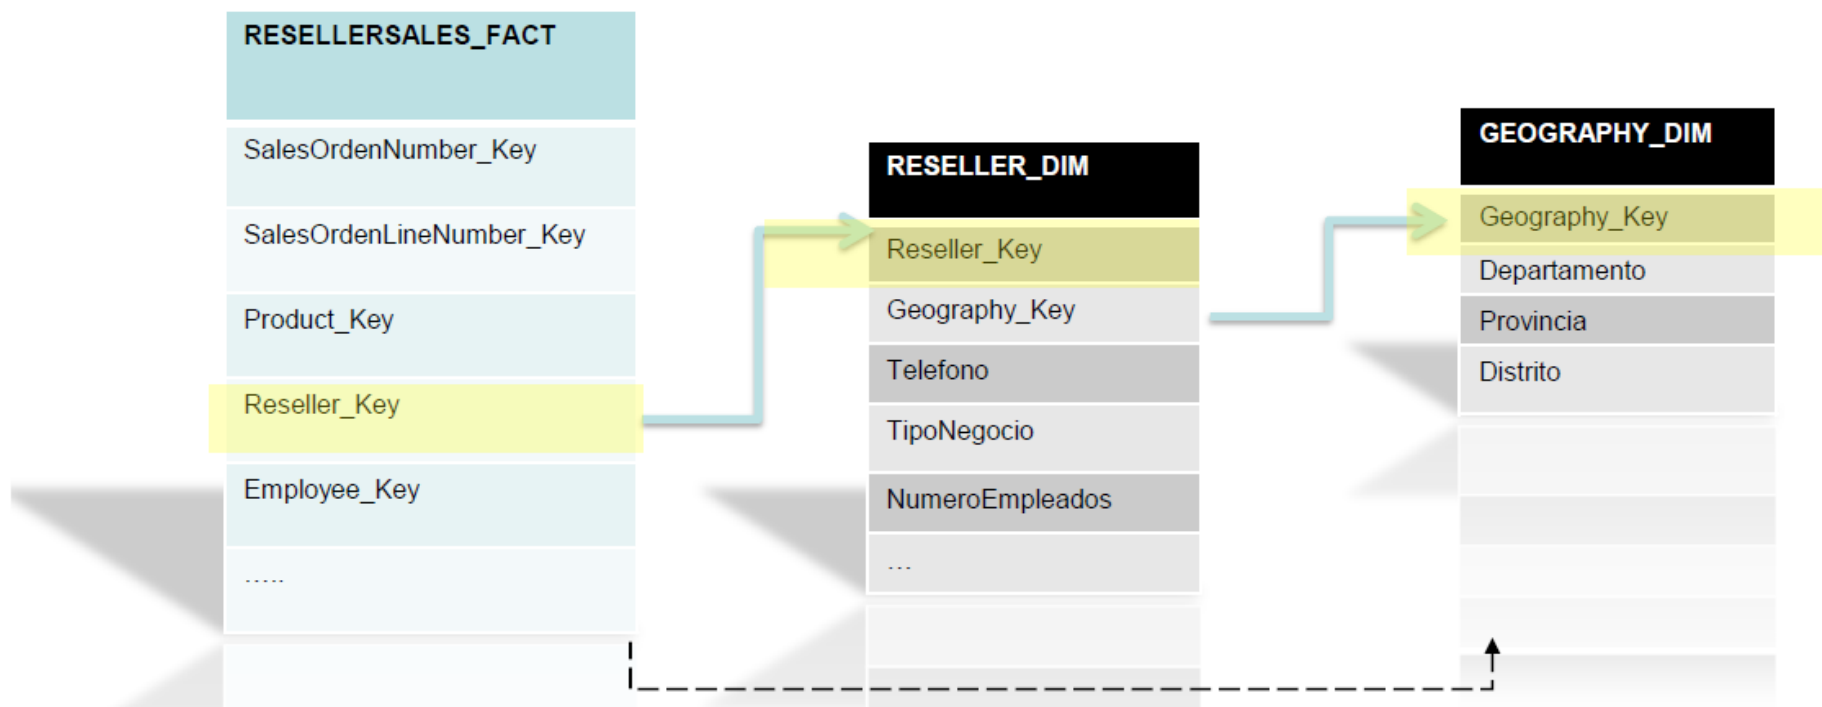 RESELLERSALES_FACT
SalesOrdenNumber_Key
SalesOrdenLineNumber_Key
Product_Key
Reseller_Key
Employee_Key
.....
RESELLER_DIM
Reseller_Key
Geography_Key
Telefono
TipoNegocio
NumeroEmpleados
...
GEOGRAPHY_DIM
Geography_Key
Departamento
Provincia
Distrito